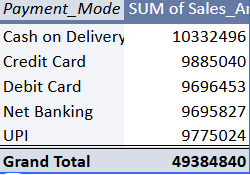 Payment_Mode SUM of Sales_Am
Cash on Delivery 10332496
Credit Card 9885040
Debit Card 9696453
Net Banking 9695827
UPI 9775024
Grand Total 49384840